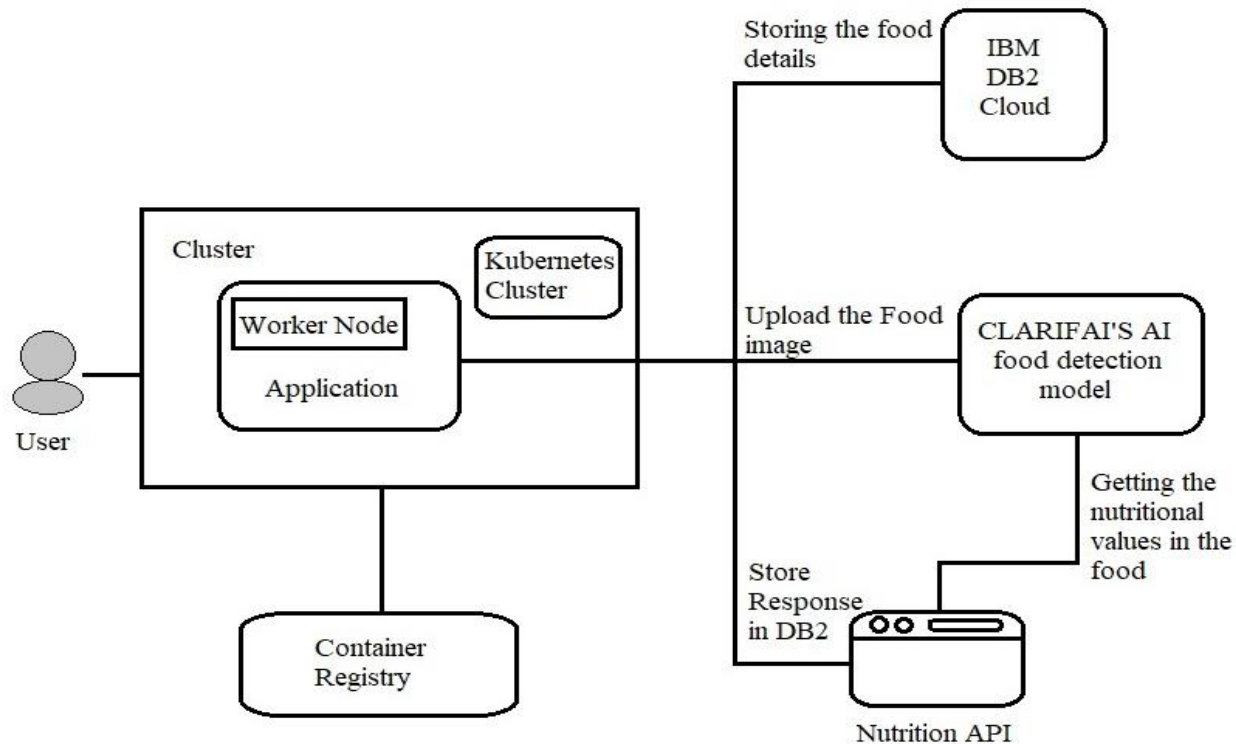 Storing the food
details
IBM
DB2
Cloud
Cluster
Kubernetes
Cluster
Worker Node
Application
User
Upload the Food
image
CLARIFAI'S AI
food detection
model
Getting the
nutritional
values in the
food
Store
Response
in DB2
Container
Registry
Nutrition API